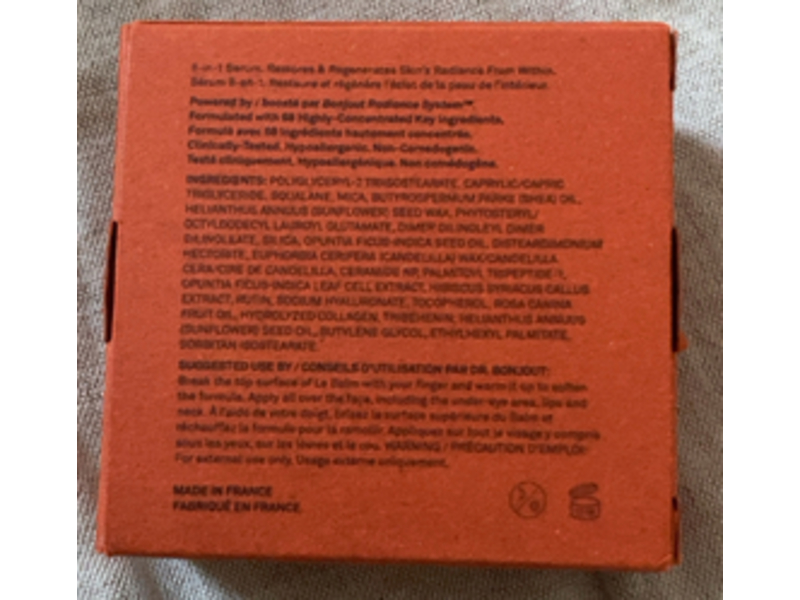 5-in-1 Serum. Restores & Regenerates Skin's Radiance From Within.
Sérum 5-en-1. Restaure et régénère l'éclat de la peau de l'intérieur.
Powered by / boosté par Bonjout Radiance System™.
Formulated with 68 Highly-Concentrated Key Ingredients.
Formulé avec 68 ingrédients hautement concentrés.
Clinically-Tested. Hypoallergenic. Non-Comedogenic.
Testé cliniquement. Hypoallergénique. Non comédogène.
INGREDIENTS: POLYGLYCERYL-2 TRIISOSTEARATE, CAPRYLIC/CAPRIC
TRIGLYCERIDE, SQUALANE, MICA, BUTYROSPERMUM PARKII (SHEA) OIL,
HELIANTHUS ANNUUS (SUNFLOWER) SEED WAX, PHYTOSTERYL/
OCTYLDODECYL LAUROYL GLUTAMATE, DIMER DILINOLEYL DIMER
DILINOLEATE, SILICA, OPUNTIA FICUS-INDICA SEED OIL, DISTEARDIMONIUM
HECTORITE, EUPHORBIA CERIFERA (CANDELILLA) WAX/CANDELILLA
CERA/CIRE DE CANDELILLA, CERAMIDE NP, PALMITOYL TRIPEPTIDE-1,
OPUNTIA FICUS-INDICA LEAF CELL EXTRACT, HIBISCUS SYRIACUS CALLUS
EXTRACT, RUTIN, SODIUM HYALURONATE, TOCOPHEROL, ROSA CANINA
FRUIT OIL, HYDROLYZED COLLAGEN, TRIBEHENIN, HELIANTHUS ANNUUS
(SUNFLOWER) SEED OIL, BUTYLENE GLYCOL, ETHYLHEXYL PALMITATE,
SORBITAN ISOSTEARATE.
SUGGESTED USE BY / CONSEILS D'UTILISATION PAR DR. BONJOUT:
Break the top surface of Le Balm with your finger and warm it up to soften
the formula. Apply all over the face, including the under-eye area, lips and
neck. À l'aide de votre doigt, brisez la surface supérieure du Balm et
réchauffez la formule pour la ramollir. Appliquer sur tout le visage y compris
sous les yeux, sur les lèvres et le cou. WARNING / PRÉCAUTION D'EMPLOI:
For external use only. Usage externe uniquement.
MADE IN FRANCE
FABRIQUÉ EN FRANCE